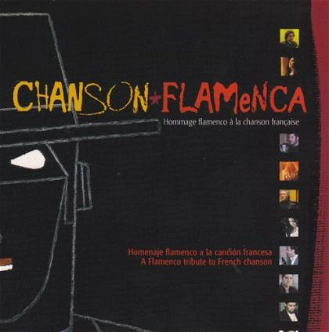 CHANSON★FLAMeNCA
Hommage flamenco à la chanson française
Homenaje flamenco a la canción francesa
A Flamenco tribute to French chanson